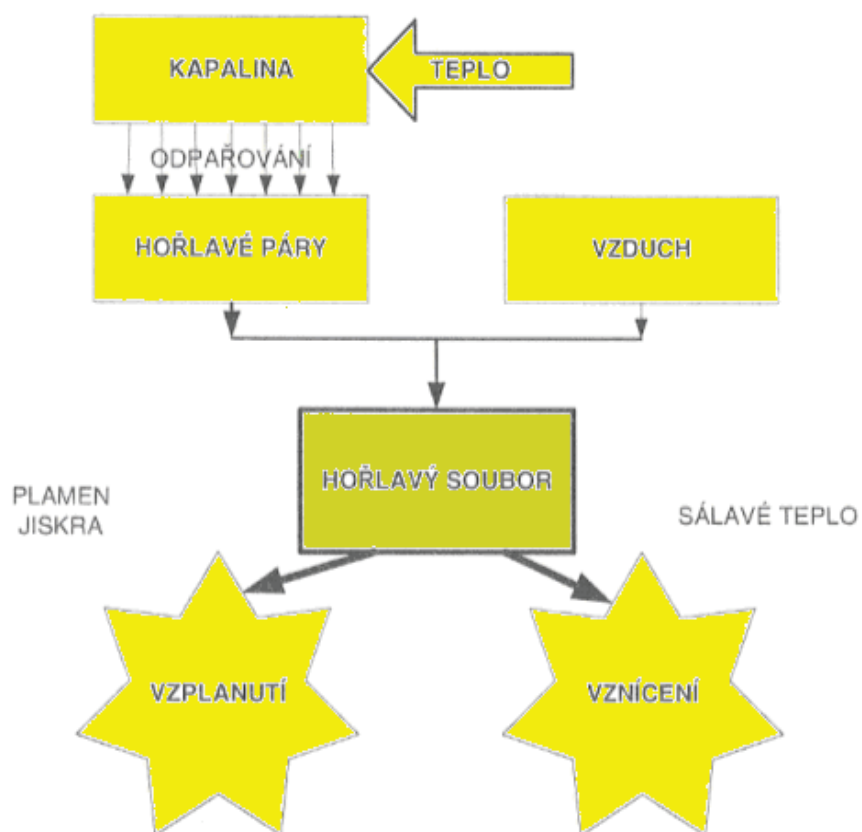 KAPALINA
TEPLO
ODPAŘOVÁNÍ
HOŘLAVÉ PÁRY
VZDUCH
HOŘLAVÝ SOUBOR
PLAMEN
JISKRA
SÁLAVÉ TEPLO
VZPLANUTÍ
VZNÍCENÍ